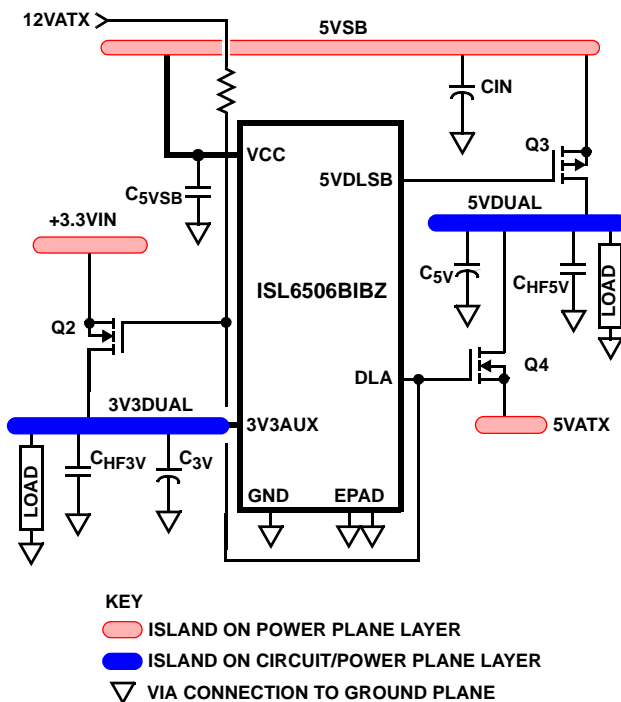 12VATX
5VSB
CIN
Q3
VCC
5VDLSB
C5VSB
+3.3VIN
5VDUAL
ISL6506BIBZ
C5V
CHF5V
LOAD
Q2
DLA
Q4
3V3DUAL
3V3AUX
5VATX
CHF3V
C3V
LOAD
GND
EPAD
KEY
ISLAND ON POWER PLANE LAYER
ISLAND ON CIRCUIT/POWER PLANE LAYER
VIA CONNECTION TO GROUND PLANE